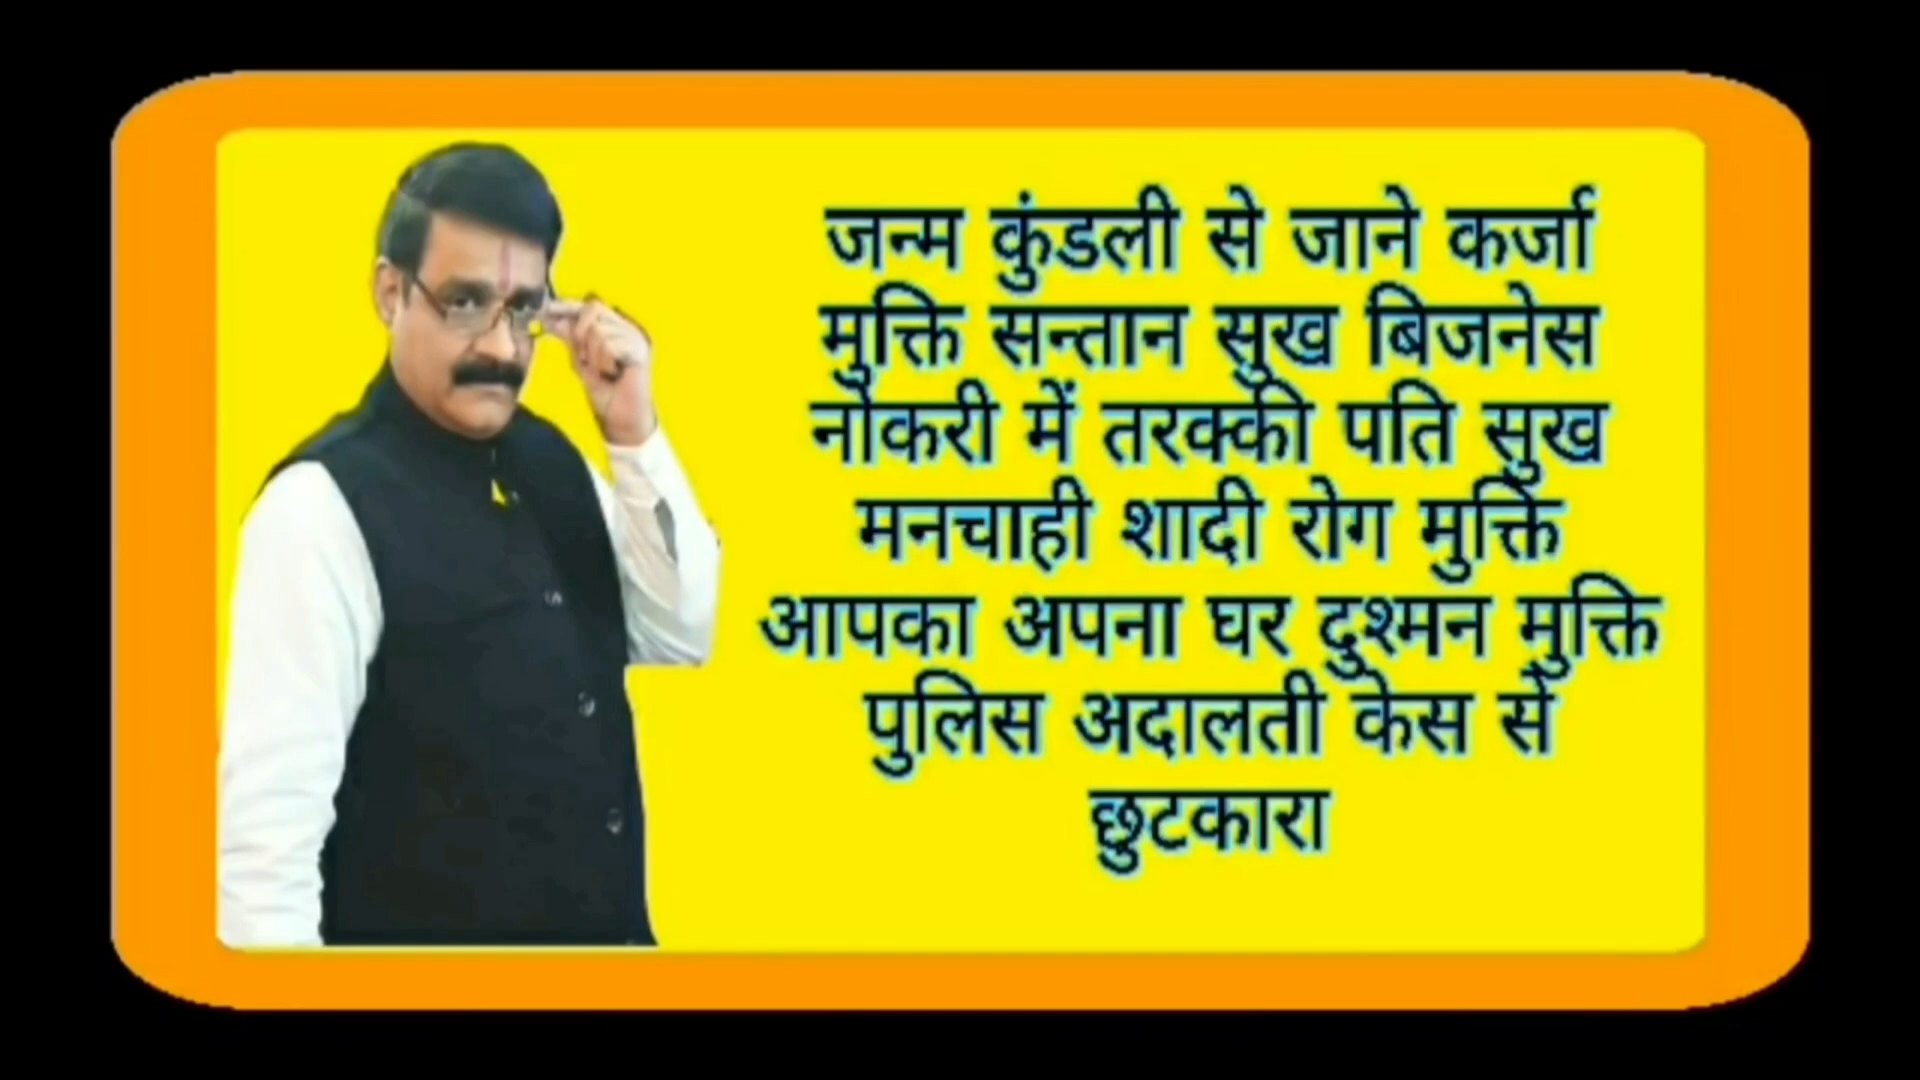 जन्म कुंडली से जाने कर्जा
मुक्ति सन्तान सुख बिजनेस
नोकरी में तरक्की पति सुख
मनचाही शादी रोग मुक्ति
आपका अपना घर दुश्मन मुक्ति
पुलिस अदालती केस से
छुटकारा